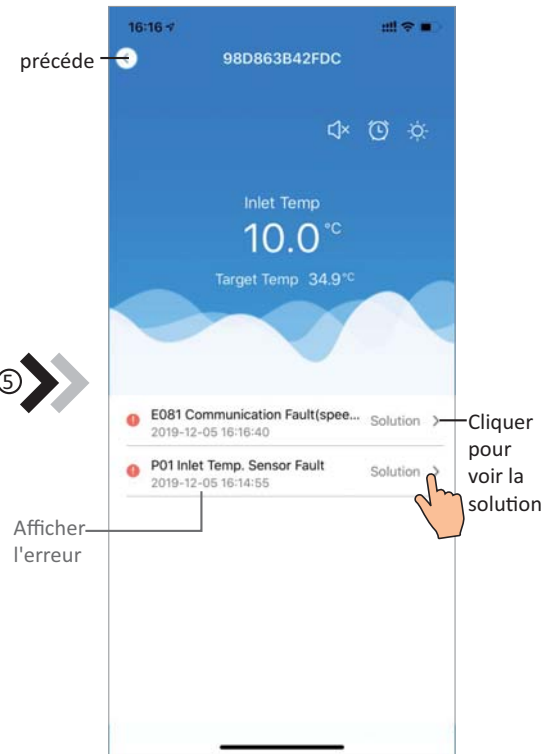 16:16
précéde
98D863B42FDC
Inlet Temp
10.0°C
Target Temp 34.9°C
5
E081 Communication Fault(spee... Solution
2019-12-05 16:16:40
P01 Inlet Temp. Sensor Fault Solution
2019-12-05 16:14:55
Cliquer
pour
voir la
solution
Afficher
l'erreur